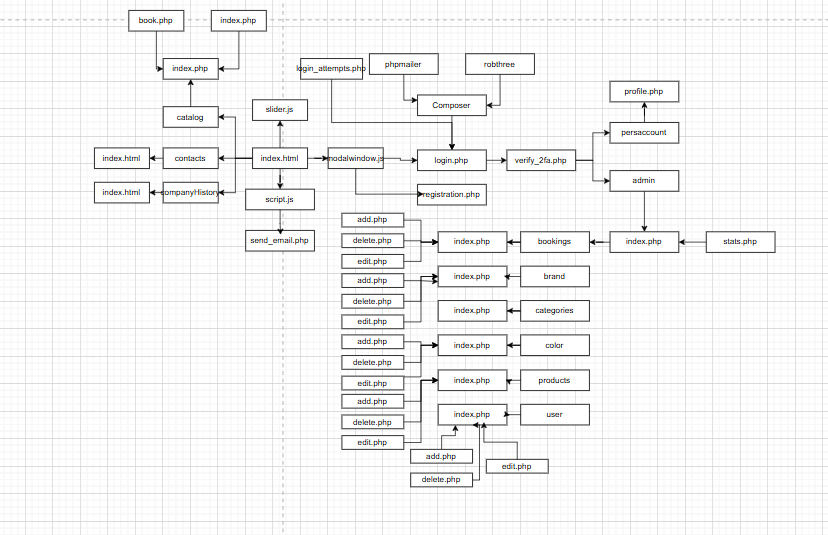 book.php
index.php
index.php
login_attempts.php
phpmailer
robthree
profile.php
Composer
slider.js
catalog
persaccount
index.html
contacts
index.html
modalwindow.js
login.php
verify_2fa.php
admin
index.html
companyHistory
script.js
registration.php
send_email.php
add.php
delete.php
edit.php
index.php
bookings
index.php
stats.php
add.php
delete.php
edit.php
index.php
brand
index.php
categories
add.php
delete.php
edit.php
index.php
color
add.php
delete.php
edit.php
index.php
products
index.php
user
add.php
edit.php
delete.php